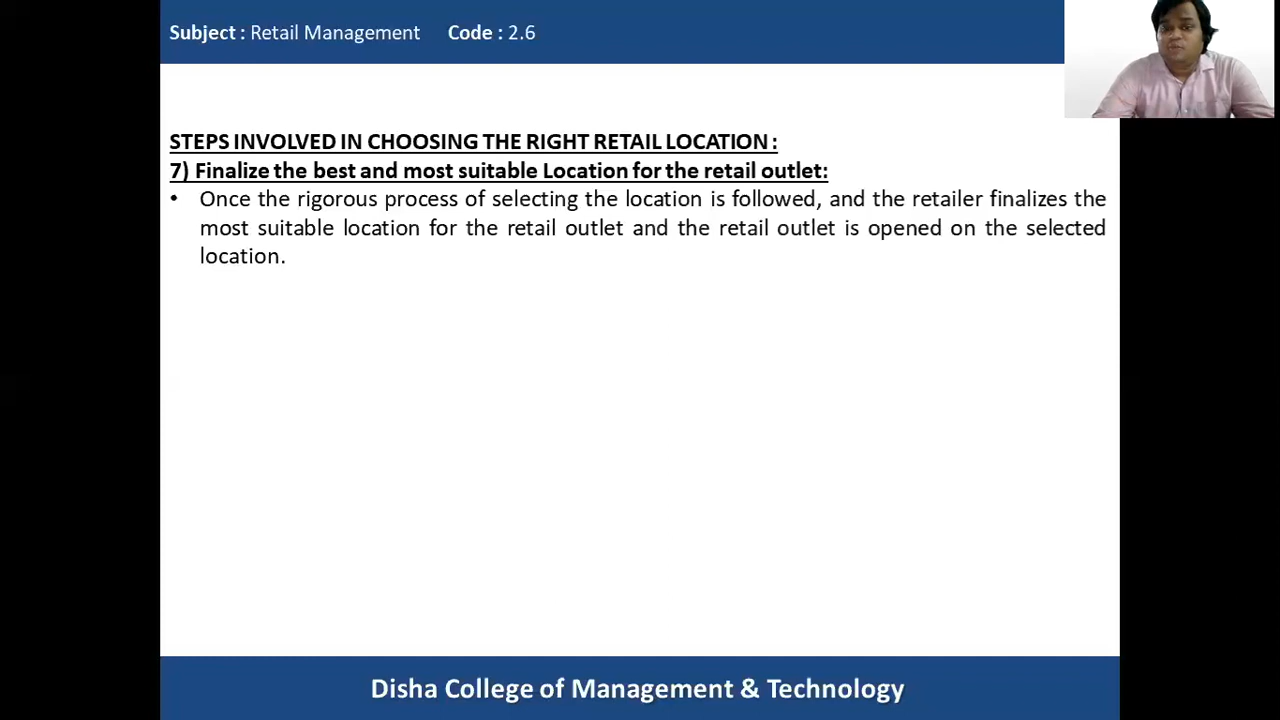 Subject : Retail Management Code : 2.6
STEPS INVOLVED IN CHOOSING THE RIGHT RETAIL LOCATION :
7) Finalize the best and most suitable Location for the retail outlet:
• Once the rigorous process of selecting the location is followed, and the retailer finalizes the
most suitable location for the retail outlet and the retail outlet is opened on the selected
location.
Disha College of Management & Technology